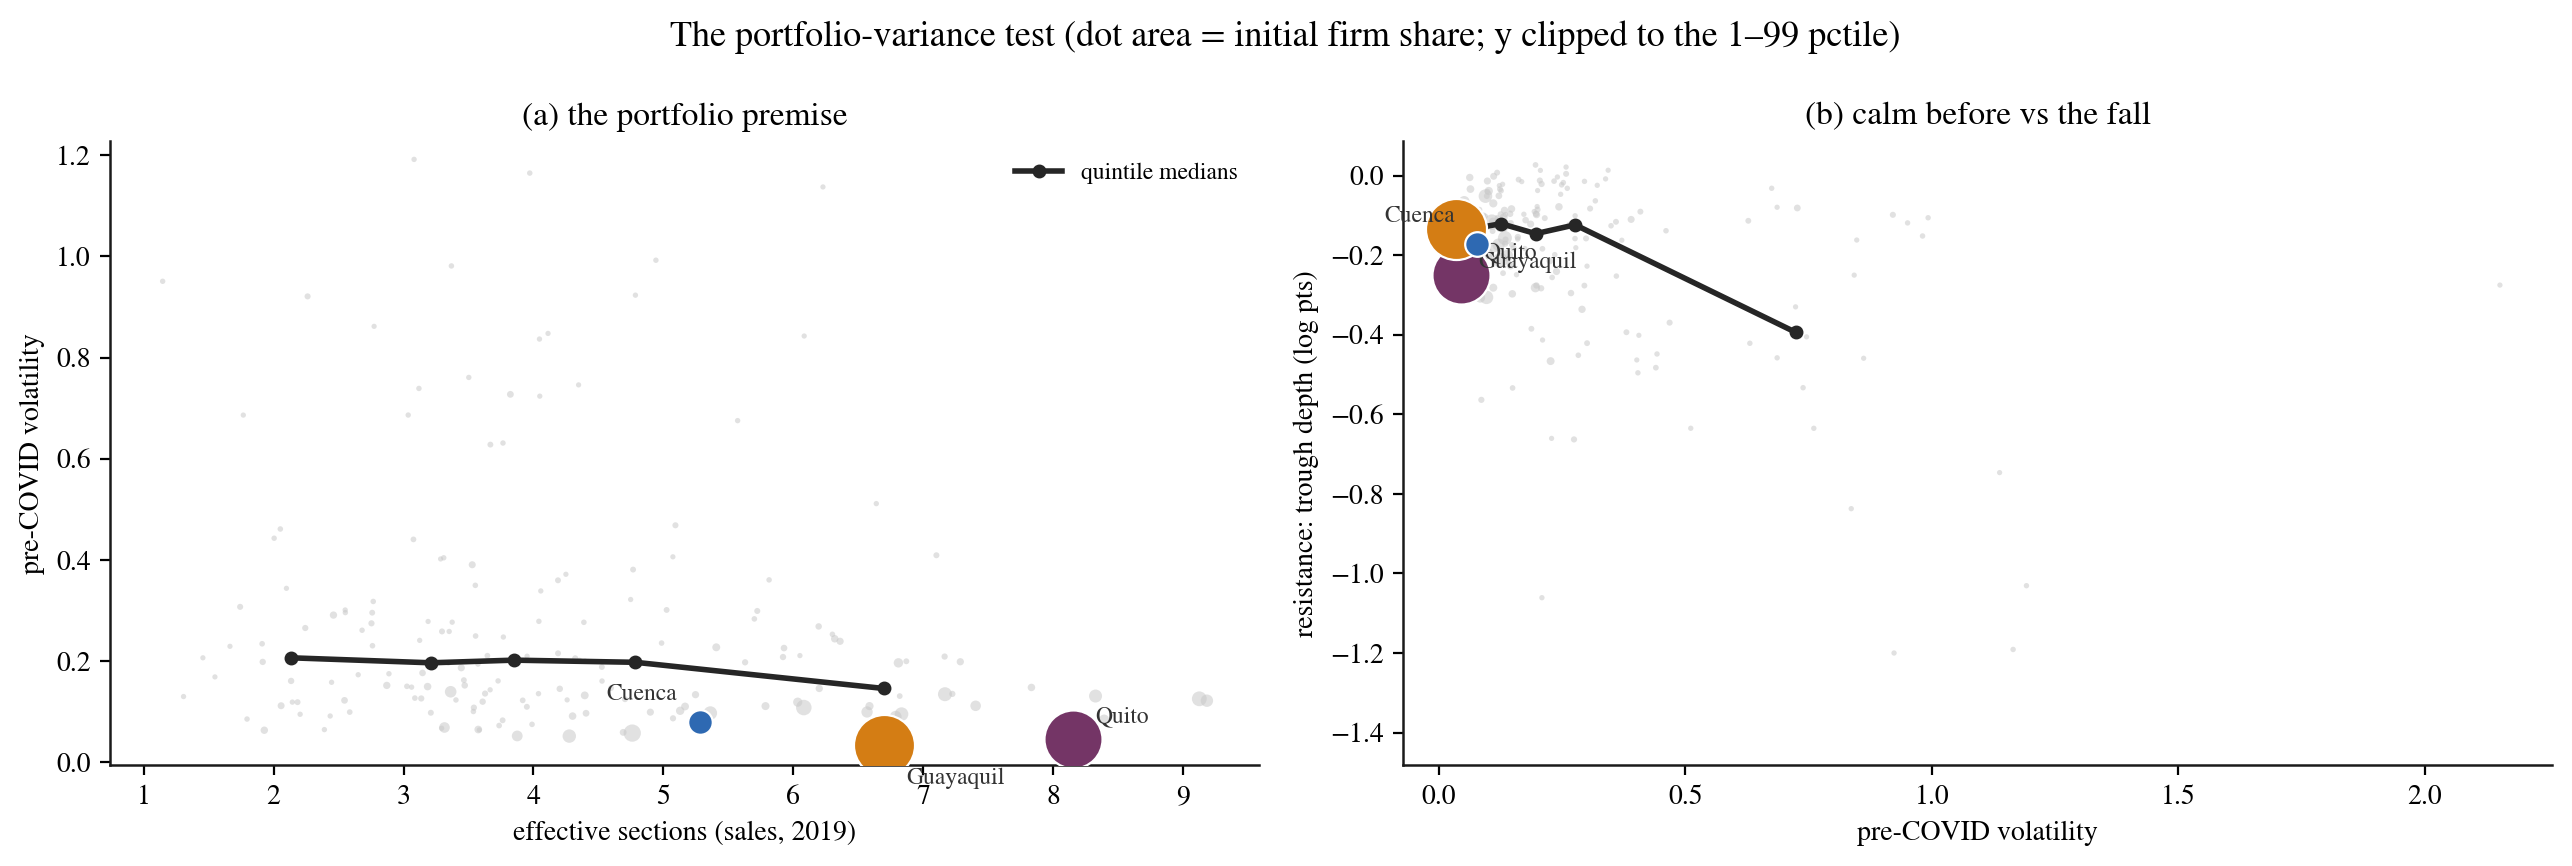 The portfolio-variance test (dot area = initial firm share; y clipped to the 1–99 pctile)
(a) the portfolio premise
pre-COVID volatility
1.2
1.0
0.8
0.6
0.4
0.2
0.0
quintile medians
Cuenca
Quito
Guayaquil
1 2 3 4 5 6 7 8 9
effective sections (sales, 2019)
(b) calm before vs the fall
resistance: trough depth (log pts)
0.0
−0.2
−0.4
−0.6
−0.8
−1.0
−1.2
−1.4
Cuenca
Quito
Guayaquil
0.0 0.5 1.0 1.5 2.0
pre-COVID volatility